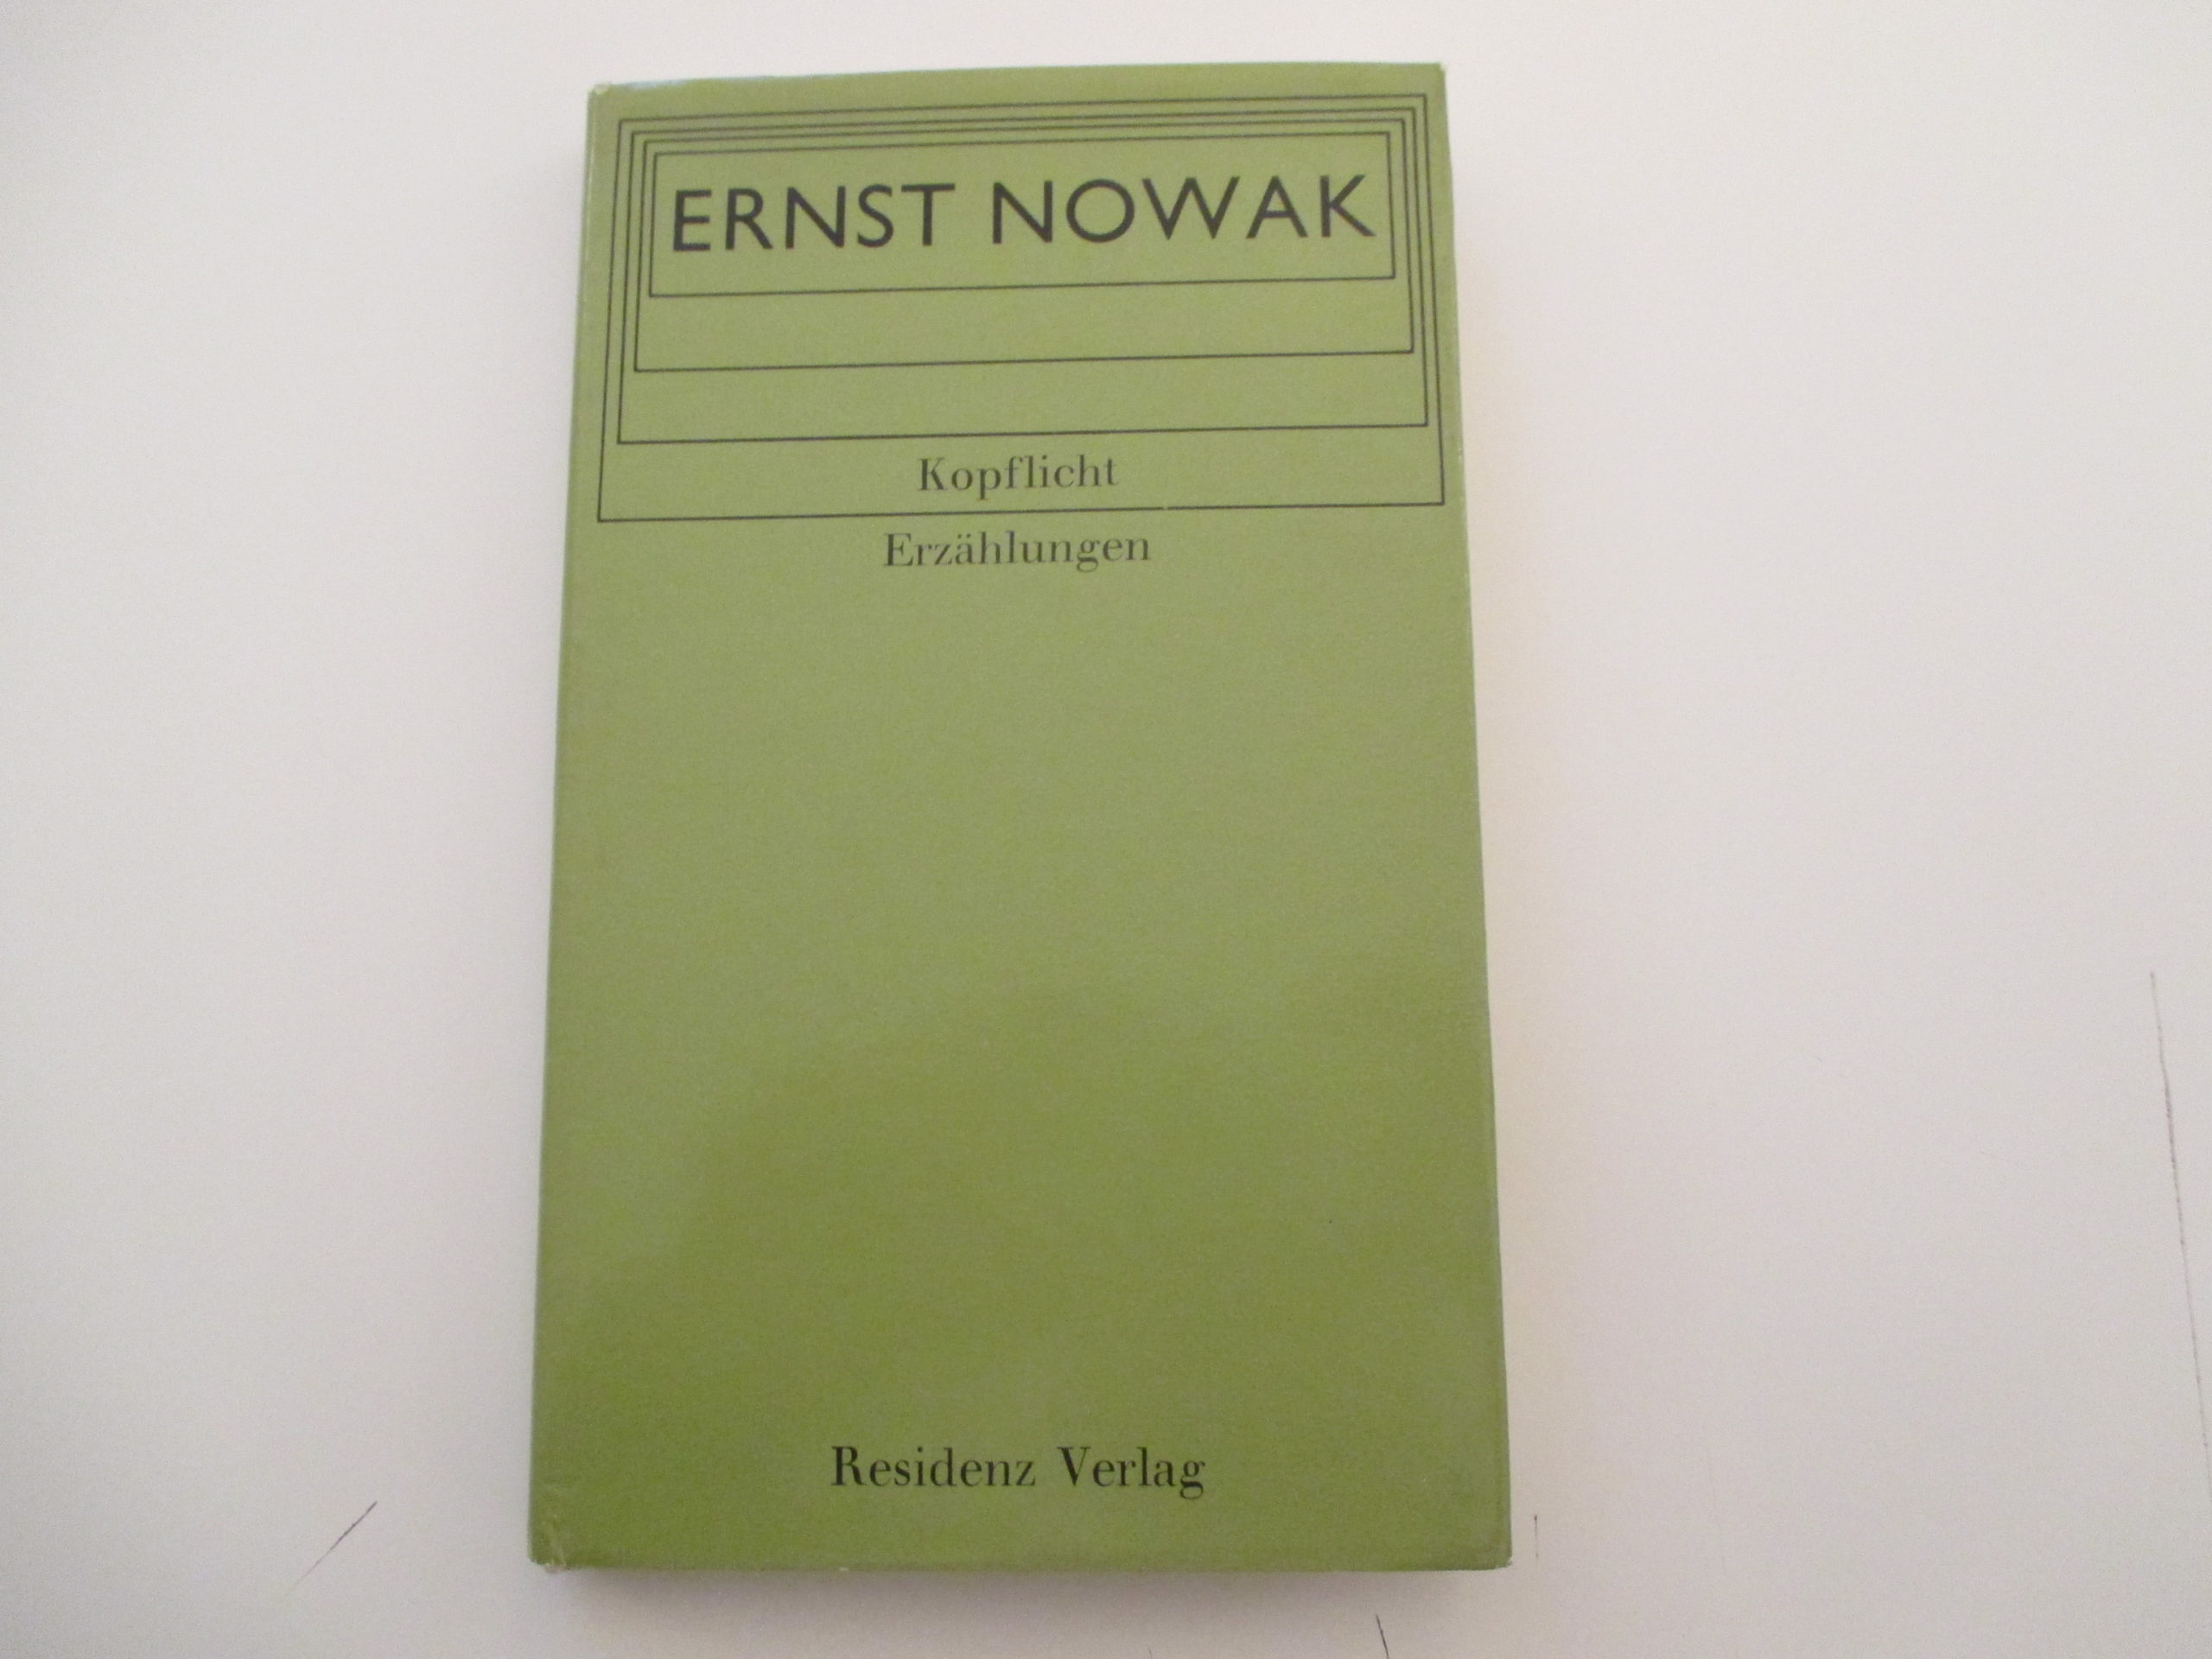 ERNST NOWAK
Kopflicht
Erzählungen
Residenz Verlag